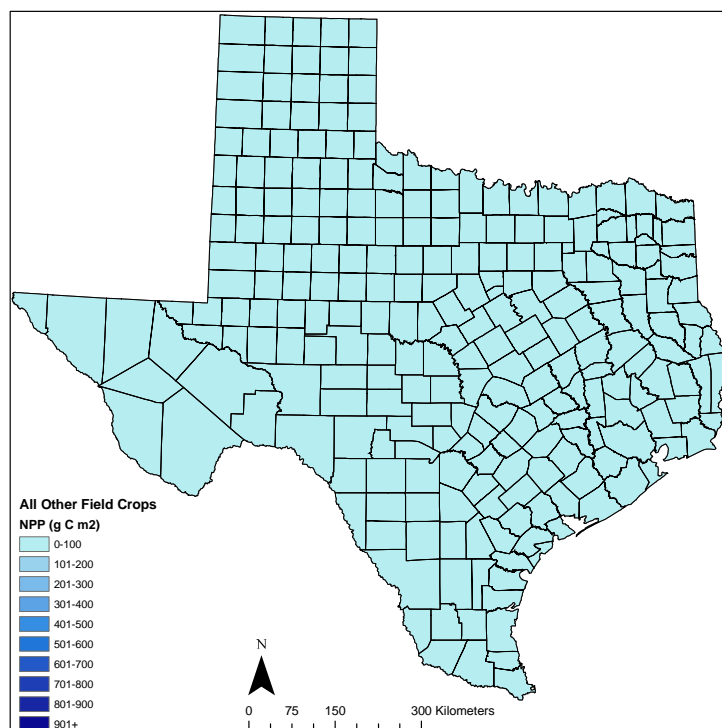 All Other Field Crops
NPP (g C m2)
0-100
101-200
201-300
301-400
401-500
501-600
601-700
701-800
801-900
901+
N
0 75 150 300 Kilometers